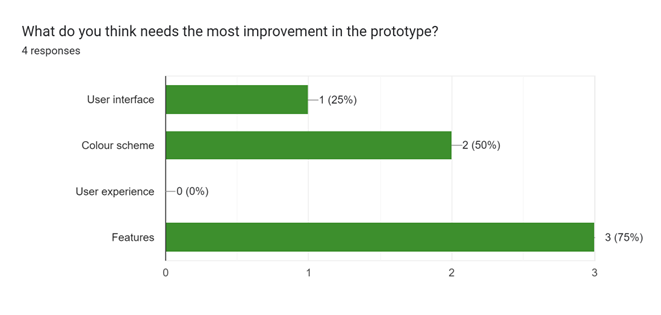 What do you think needs the most improvement in the prototype?
4 responses
User interface
1 (25%)
Colour scheme
2 (50%)
User experience
0 (0%)
Features
3 (75%)
0 1 2 3